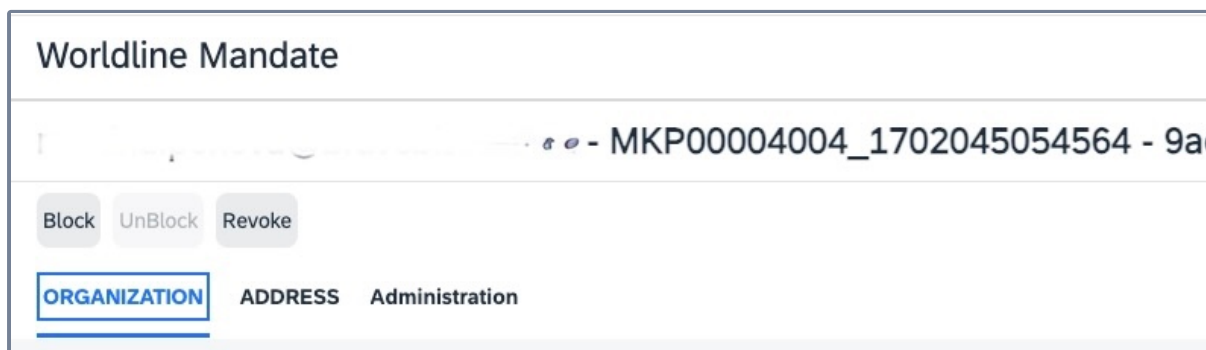 Worldline Mandate
- MKP00004004_1702045054564 - 9a
Block UnBlock Revoke
ORGANIZATION ADDRESS Administration